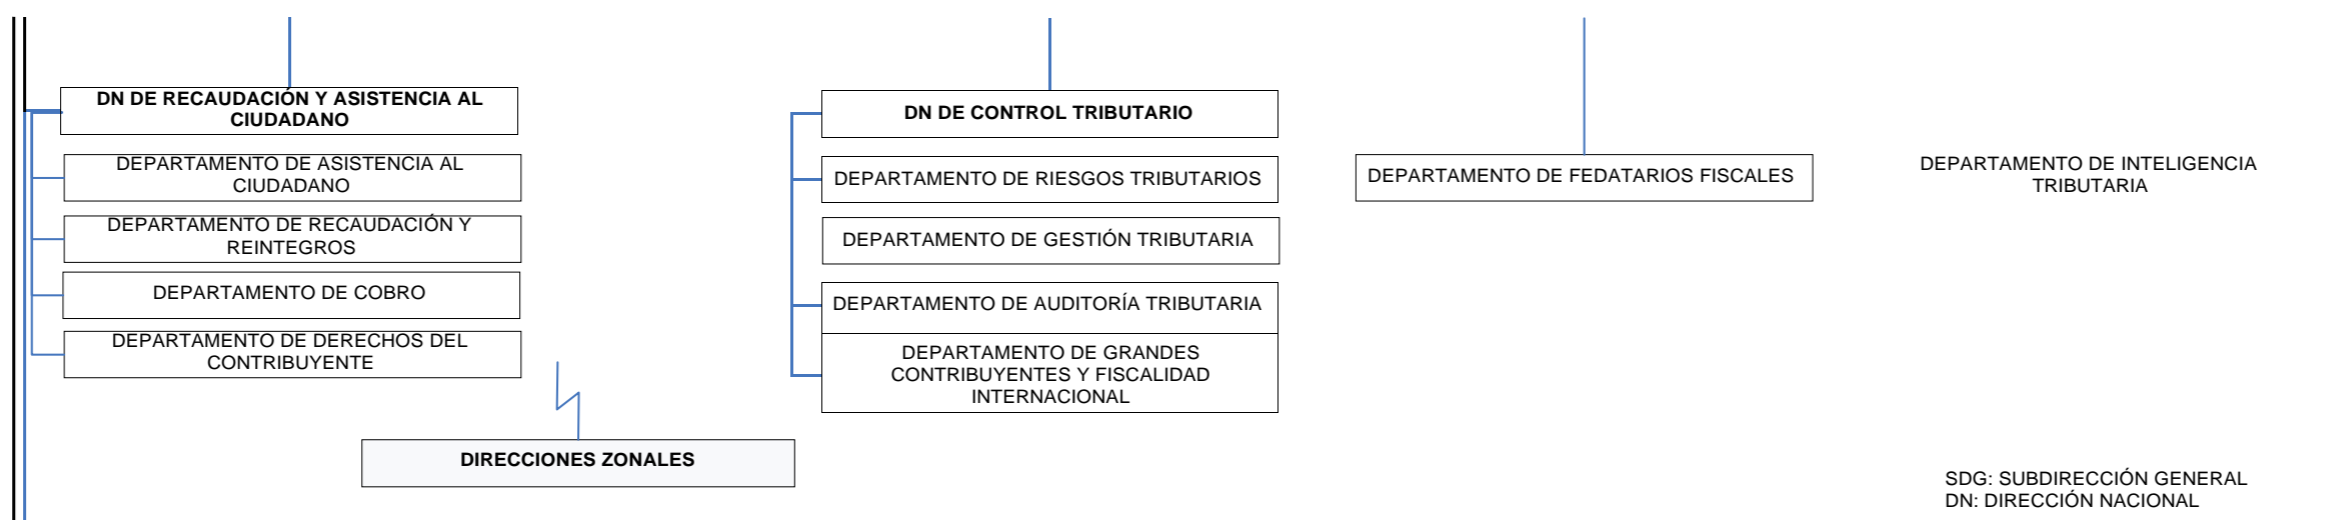 DN DE RECAUDACIÓN Y ASISTENCIA AL
CIUDADANO
DEPARTAMENTO DE ASISTENCIA AL
CIUDADANO
DEPARTAMENTO DE RECAUDACIÓN Y
REINTEGROS
DEPARTAMENTO DE COBRO
DEPARTAMENTO DE DERECHOS DEL
CONTRIBUYENTE
DN DE CONTROL TRIBUTARIO
DEPARTAMENTO DE RIESGOS TRIBUTARIOS
DEPARTAMENTO DE GESTIÓN TRIBUTARIA
DEPARTAMENTO DE AUDITORÍA TRIBUTARIA
DEPARTAMENTO DE GRANDES
CONTRIBUYENTES Y FISCALIDAD
INTERNACIONAL
DEPARTAMENTO DE FEDATARIOS FISCALES
DEPARTAMENTO DE INTELIGENCIA
TRIBUTARIA
DIRECCIONES ZONALES
SDG: SUBDIRECCIÓN GENERAL
DN: DIRECCIÓN NACIONAL